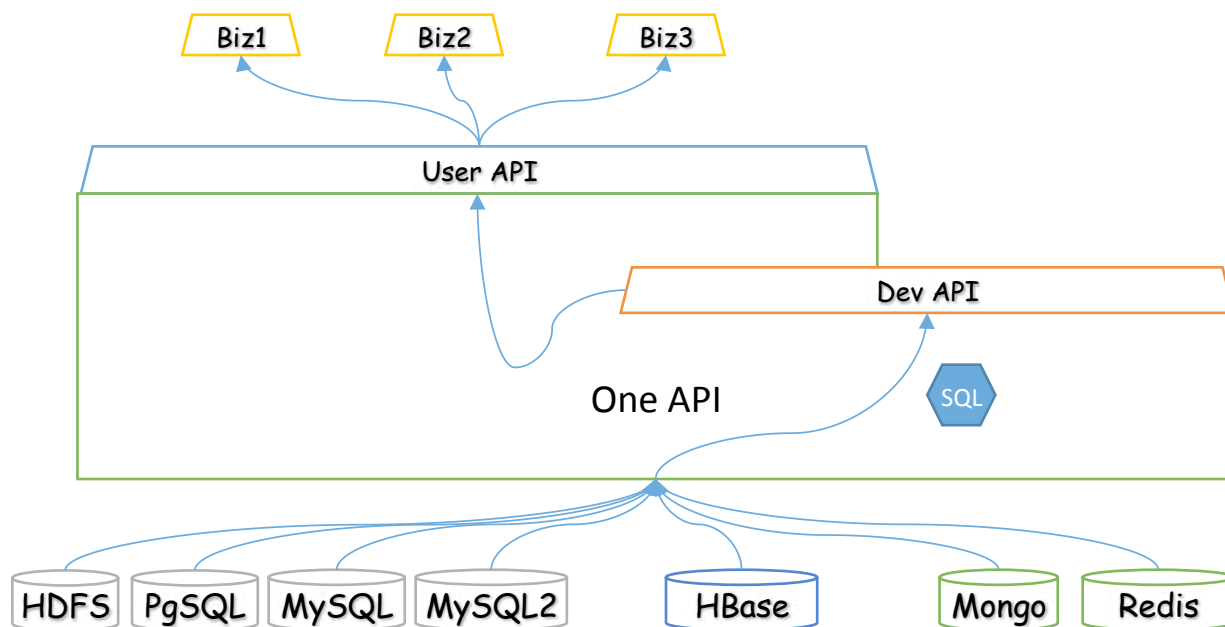 Biz1
Biz2
Biz3
User API
Dev API
One API
SQL
HDFS
PgSQL
MySQL
MySQL2
HBase
Mongo
Redis